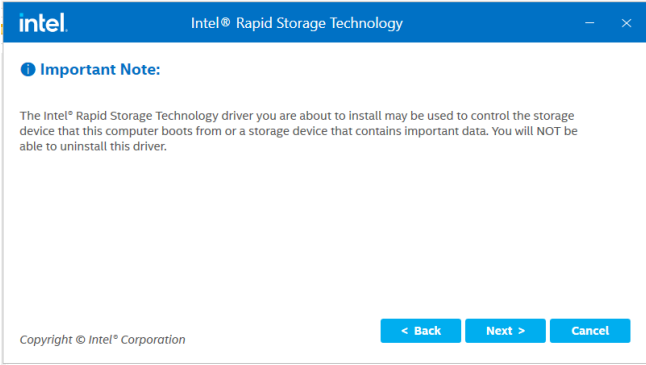 intel.
Intel® Rapid Storage Technology
Important Note:
The Intel® Rapid Storage Technology driver you are about to install may be used to control the storage
device that this computer boots from or a storage device that contains important data. You will NOT be
able to uninstall this driver.
< Back
Next >
Cancel
Copyright © Intel® Corporation